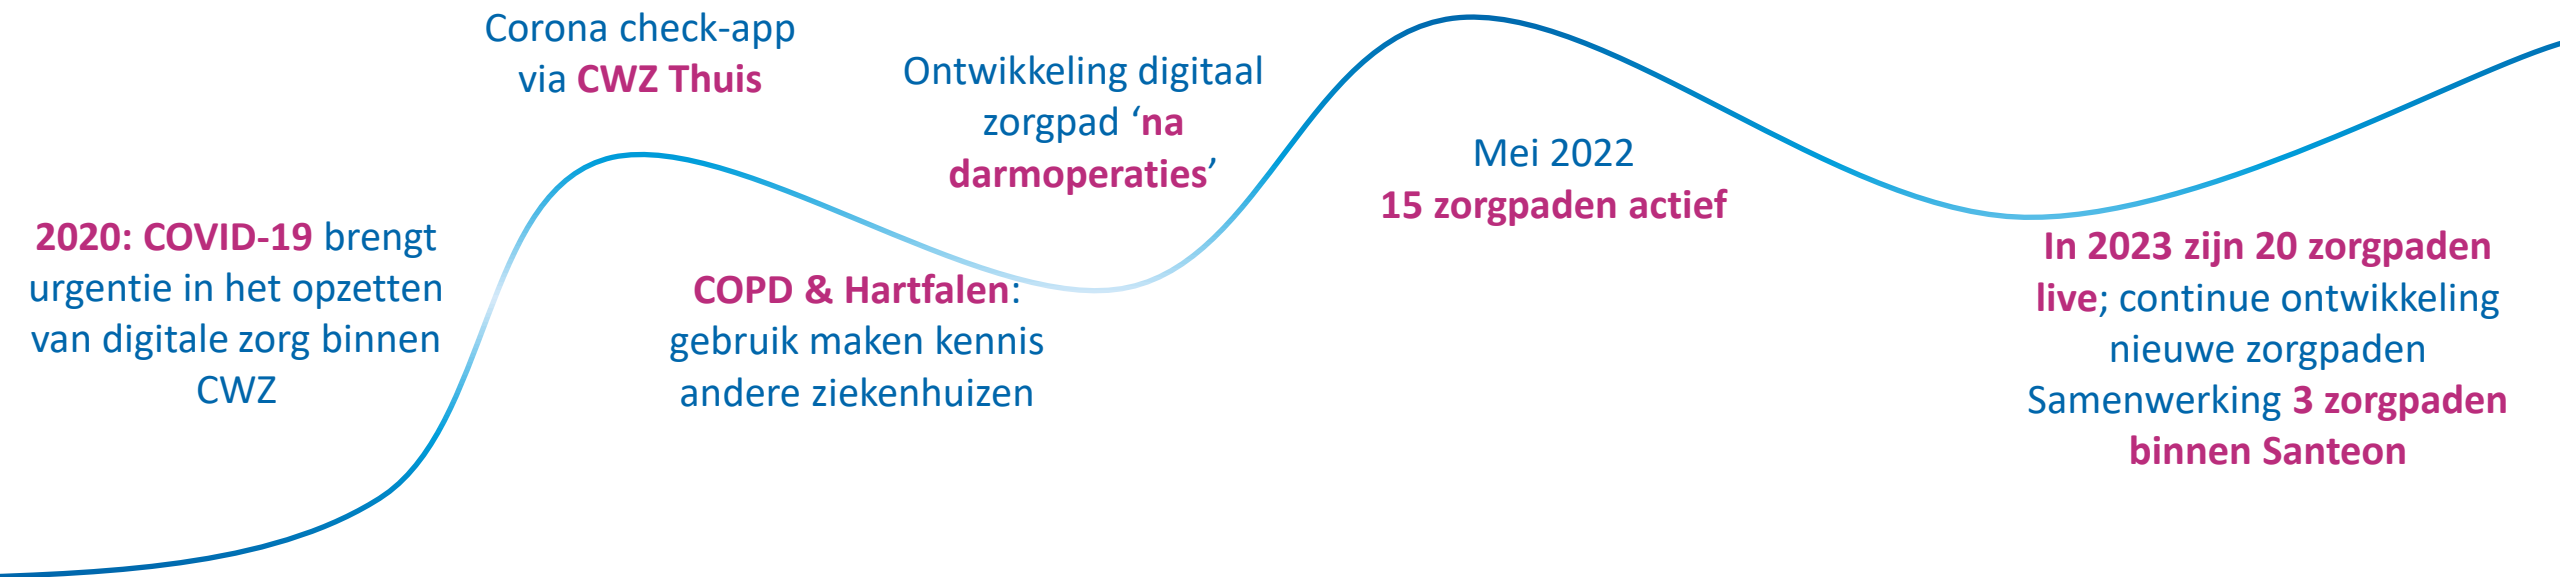 2020: COVID-19 brengt
urgentie in het opzetten
van digitale zorg binnen
CWZ
Corona check-app
via CWZ Thuis
COPD & Hartfalen:
gebruik maken kennis
andere ziekenhuizen
Ontwikkeling digitaal
zorgpad ‘na
darmoperaties’
Mei 2022
15 zorgpaden actief
In 2023 zijn 20 zorgpaden
live; continue ontwikkeling
nieuwe zorgpaden
Samenwerking 3 zorgpaden
binnen Santeon